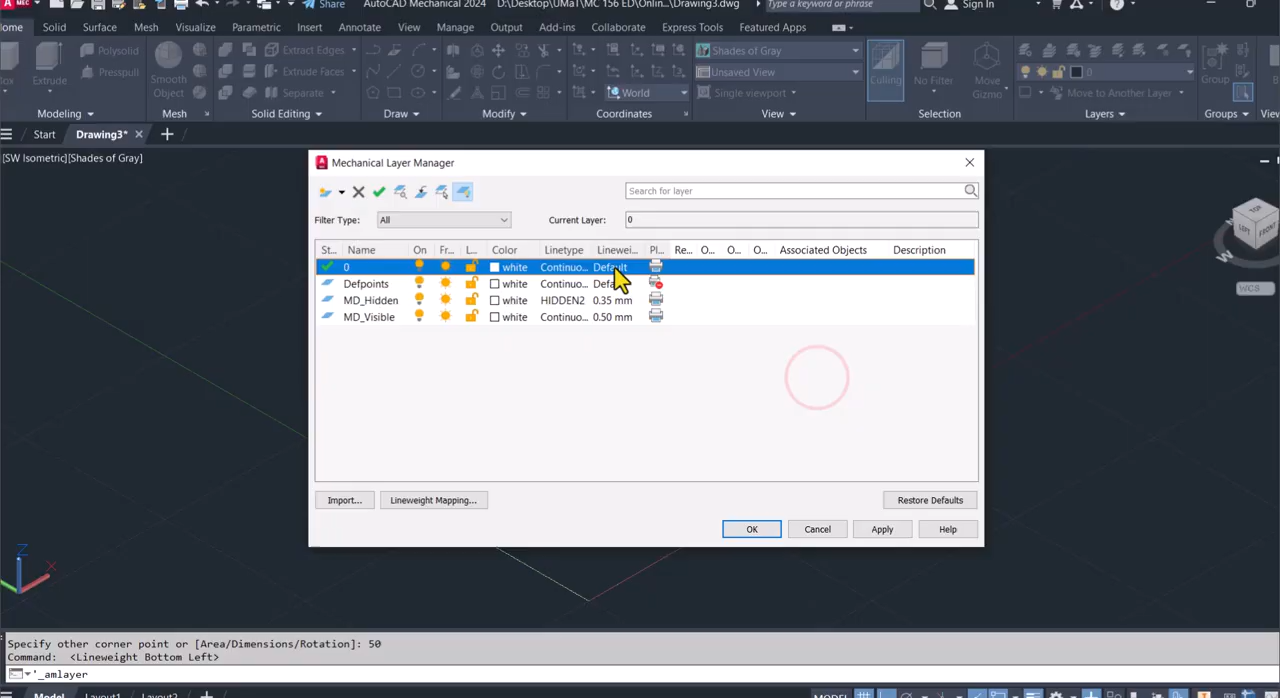 MEC Share AutoCAD Mechanical 2024 D:\Desktop\UMaT\MC 156 ED\Onlin...\Drawing3.dwg Type a keyword or phrase Sign In
ome Solid Surface Mesh Visualize Parametric Insert Annotate View Manage Output Add-ins Collaborate Express Tools Featured Apps
Polysolid Extract Edges Shades of Gray
Extrude Presspull Smooth Object Extrude Faces Unsaved View Culling No Filter Move Gizmo 0 Group
Separate World Single viewport Move to Another Layer
Modeling Mesh Solid Editing Draw Modify Coordinates View Selection Layers Groups View
Start Drawing3* +
[SW Isometric][Shades of Gray]
Mechanical Layer Manager
Search for layer
Filter Type: All Current Layer: 0
St... Name On Fr... L... Color Linetype Linewei... Pl... Re... O... O... O... Associated Objects Description
0 white Continuo... Default
Defpoints white Continuo... Defa
MD_Hidden white HIDDEN2 0.35 mm
MD_Visible white Continuo... 0.50 mm
TOP LEFT FRONT
W
WCS
Import... Lineweight Mapping... Restore Defaults
OK Cancel Apply Help
Z
X
Specify other corner point or [Area/Dimensions/Rotation]: 50
Command: <Lineweight Bottom Left>
'_amlayer
Model Layout1 Layout2 + MODEL